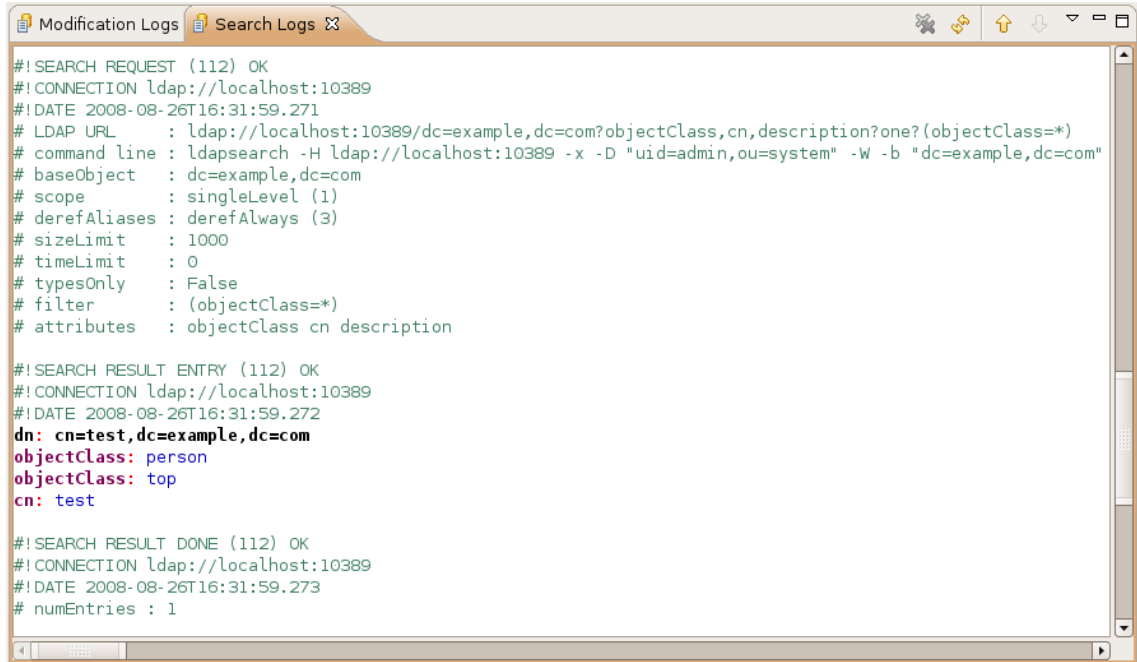 Modification Logs
Search Logs
#!SEARCH REQUEST (112) OK
#!CONNECTION ldap://localhost:10389
#!DATE 2008-08-26T16:31:59.271
# LDAP URL     : ldap://localhost:10389/dc=example,dc=com?objectClass,cn,description?one?(objectClass=*)
# command line : ldapsearch -H ldap://localhost:10389 -x -D "uid=admin,ou=system" -W -b "dc=example,dc=com"
# baseObject   : dc=example,dc=com
# scope        : singleLevel (1)
# derefAliases : derefAlways (3)
# sizeLimit    : 1000
# timeLimit    : 0
# typesOnly    : False
# filter       : (objectClass=*)
# attributes   : objectClass cn description
#!SEARCH RESULT ENTRY (112) OK
#!CONNECTION ldap://localhost:10389
#!DATE 2008-08-26T16:31:59.272
dn: cn=test,dc=example,dc=com
objectClass: person
objectClass: top
cn: test
#!SEARCH RESULT DONE (112) OK
#!CONNECTION ldap://localhost:10389
#!DATE 2008-08-26T16:31:59.273
# numEntries : 1